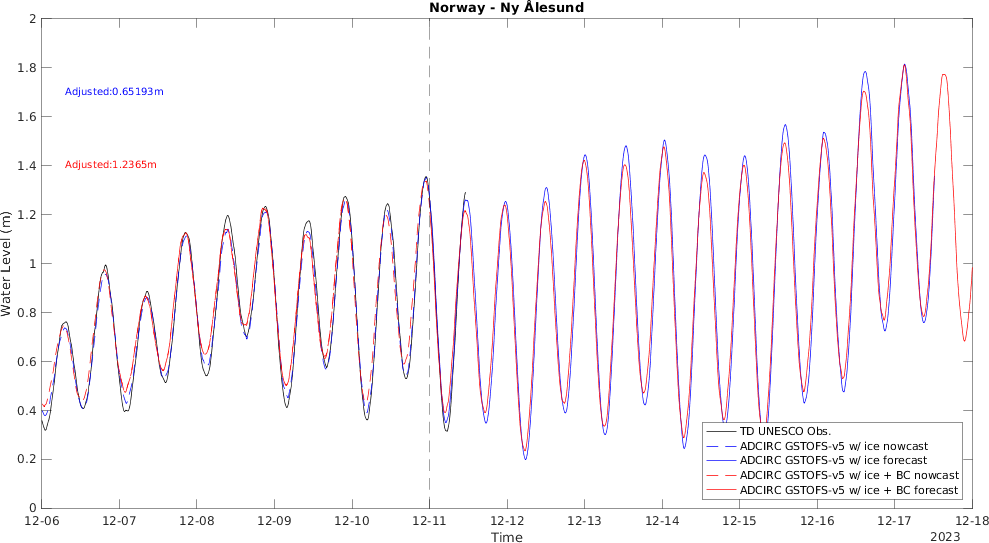 Norway - Ny Ålesund
2
1.8
1.6
1.4
1.2
1
0.8
0.6
0.4
0.2
0
Water Level (m)
Adjusted:0.65193m
Adjusted:1.2365m
TD UNESCO Obs.
ADCIRC GSTOFS-v5 w/ ice nowcast
ADCIRC GSTOFS-v5 w/ ice forecast
ADCIRC GSTOFS-v5 w/ ice + BC nowcast
ADCIRC GSTOFS-v5 w/ ice + BC forecast
12-06 12-07 12-08 12-09 12-10 12-11 12-12 12-13 12-14 12-15 12-16 12-17 12-18
Time
2023